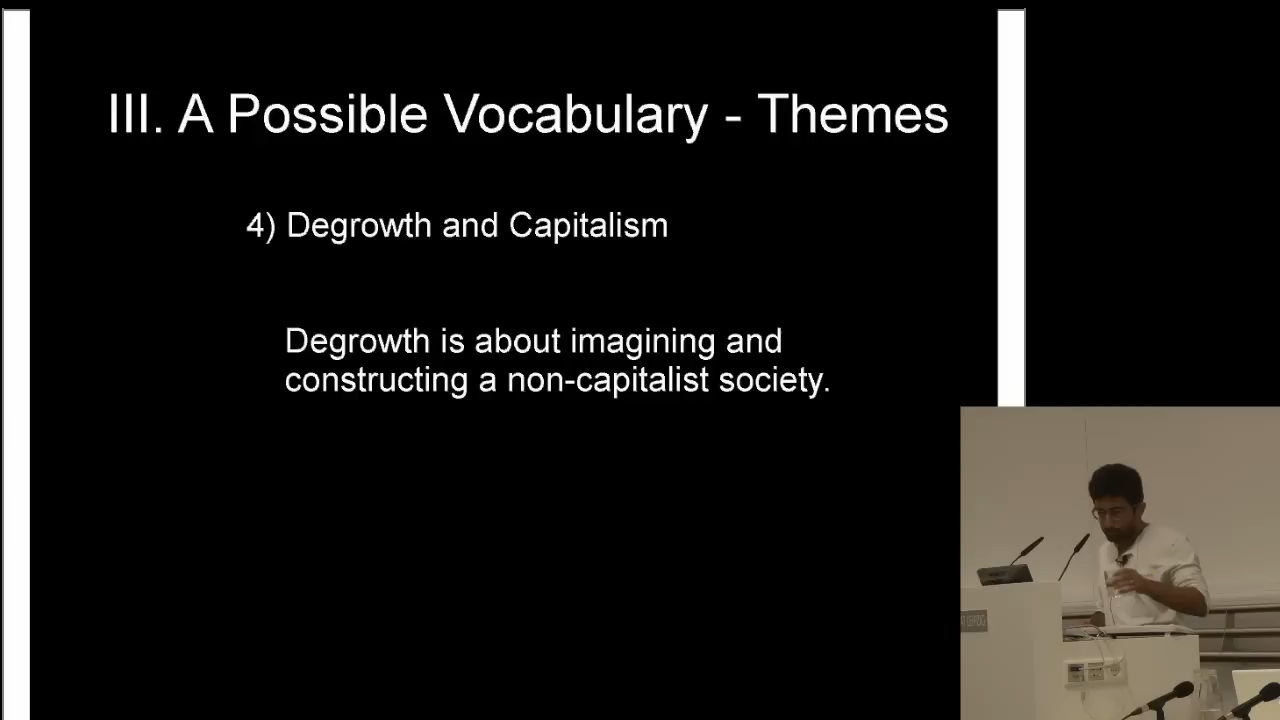 III. A Possible Vocabulary - Themes
4) Degrowth and Capitalism
Degrowth is about imagining and
constructing a non-capitalist society.